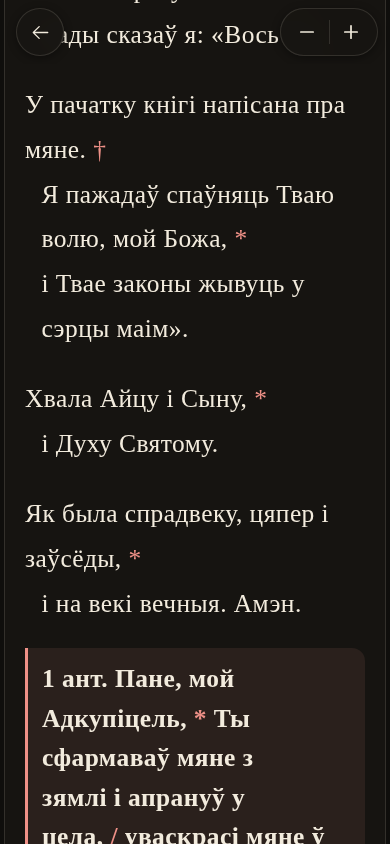 ады сказаў я: «Вось
У пачатку кнігі напісана пра
мяне. †
Я пажадаў спаўняць Тваю
волю, мой Божа, *
і Твае законы жывуць у
сэрцы маім».
Хвала Айцу і Сыну, *
і Духу Святому.
Як была спрадвеку, цяпер і
заўсёды, *
і на векі вечныя. Амэн.
1 ант. Пане, мой
Адкупіцель, * Ты
сфармаваў мяне з
зямлі і апрануў у
цела, / уваскрасі мяне ў